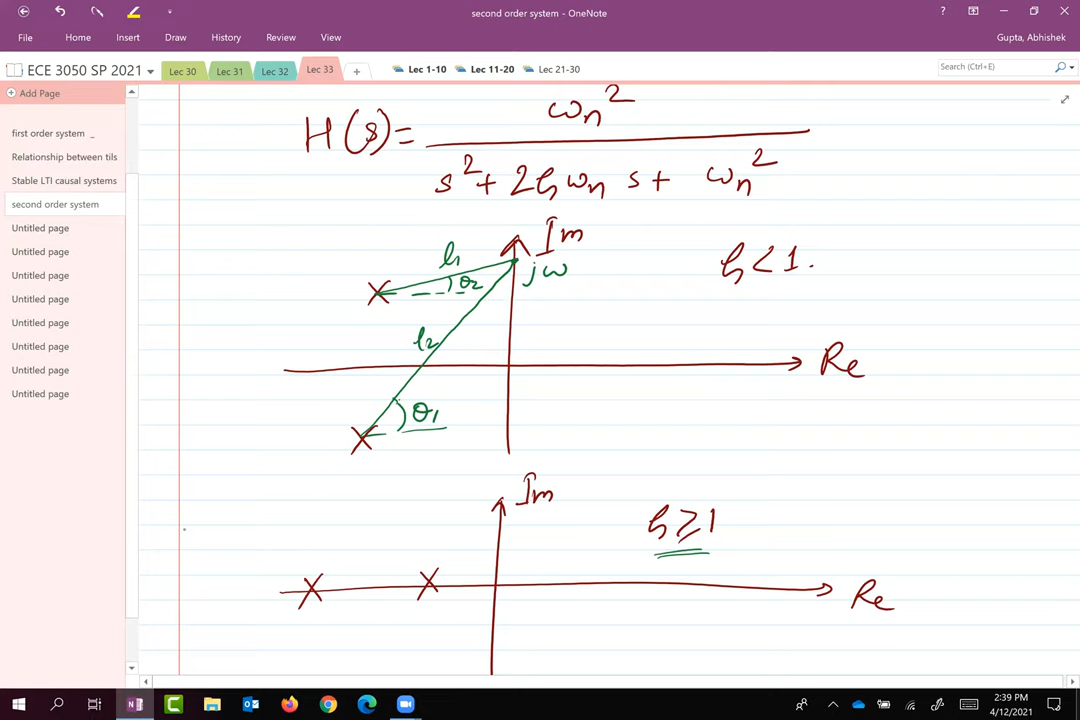 second order system - OneNote
Gupta, Abhishek
File Home Insert Draw History Review View
ECE 3050 SP 2021 Lec 30 Lec 31 Lec 32 Lec 33 Lec 1-10 Lec 11-20 Lec 21-30 Search (Ctrl+E)
Add Page
first order system _
Relationship between tils
Stable LTI causal systems
second order system
Untitled page
Untitled page
Untitled page
Untitled page
Untitled page
Untitled page
Untitled page
Untitled page
H(s)= ωn²
s² + 2ζωn s + ωn²
Im
jω
l1
θ2
ζ < 1.
l2
Re
θ1
Im
ζ ≥ 1
Re
2:39 PM
4/12/2021